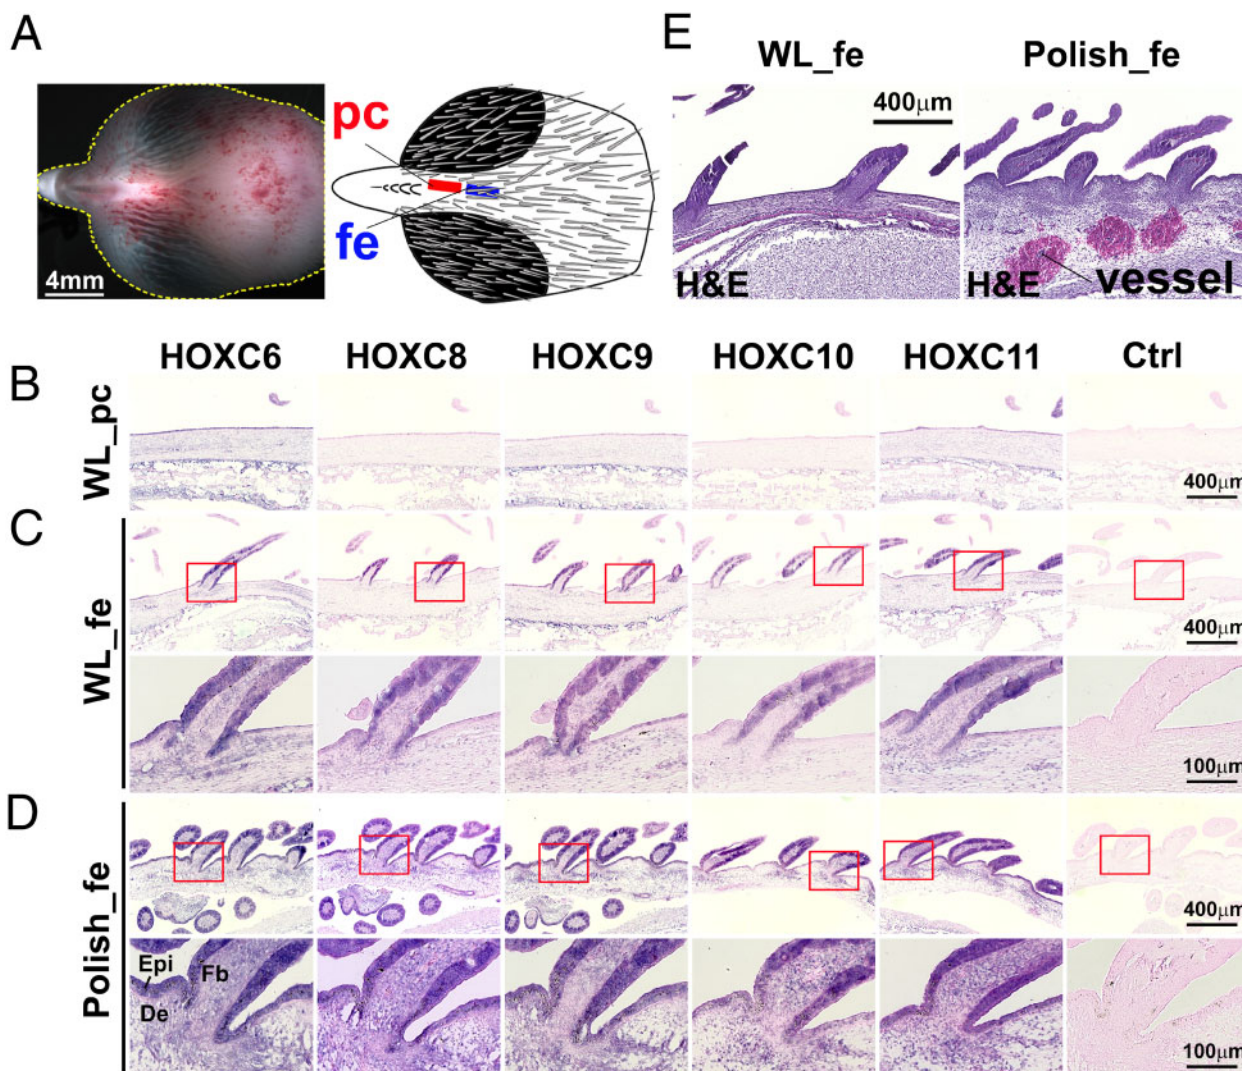 A
pc
fe
4mm
E
WL_fe
Polish_fe
400μm
H&E
H&E
vessel
HOXC6 HOXC8 HOXC9 HOXC10 HOXC11 Ctrl
B
WL_pc
400μm
C
WL_fe
400μm
100μm
D
Polish_fe
400μm
Epi
Fb
De
100μm